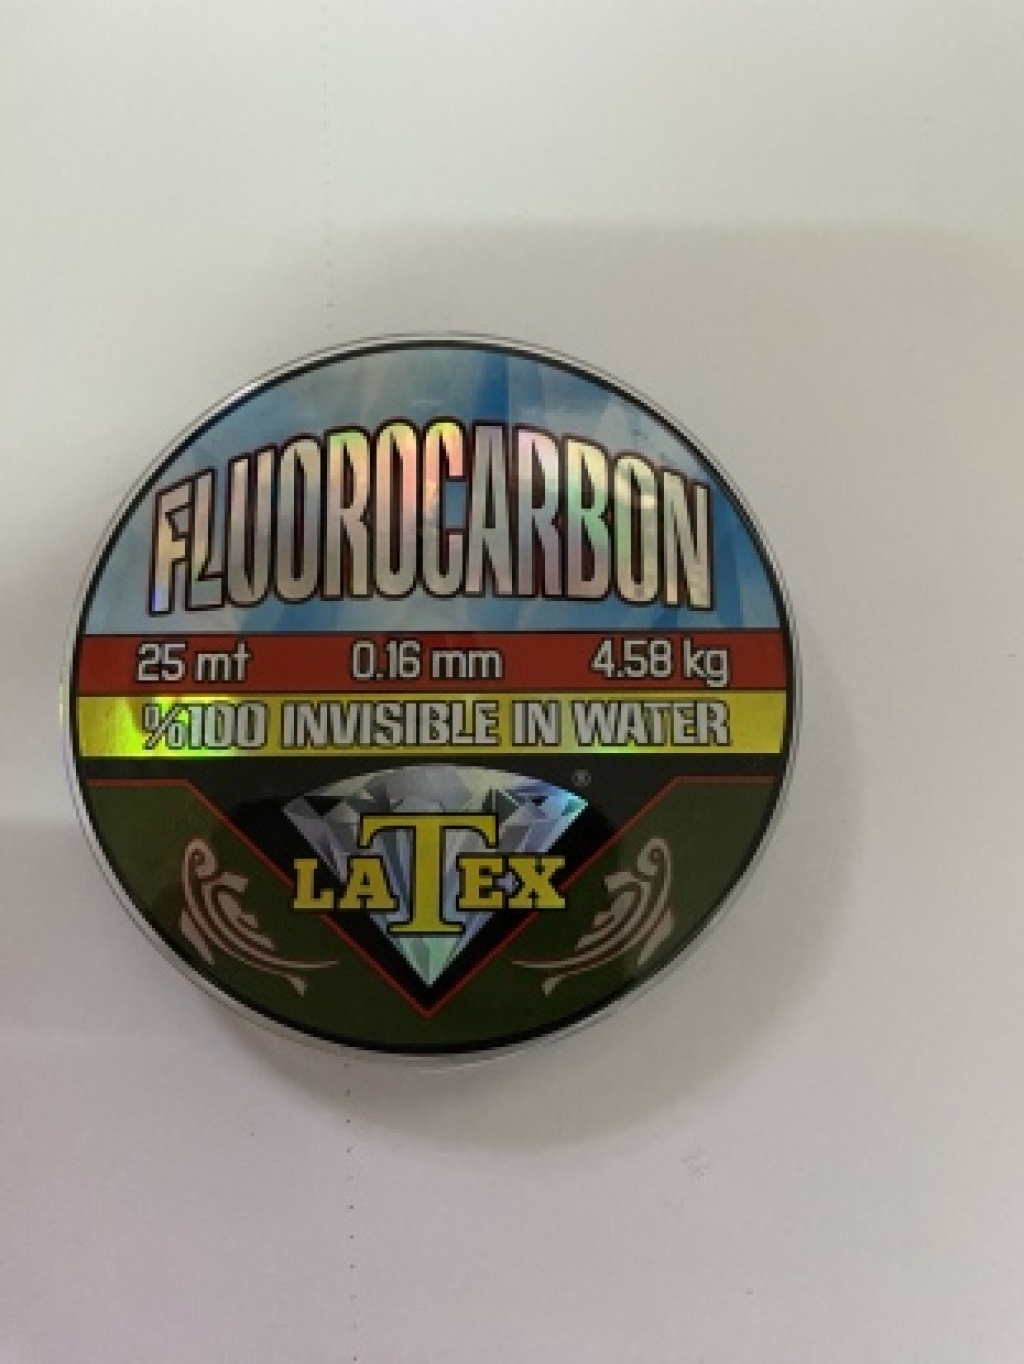 FLUOROCARBON
25 mt 0.16 mm 4.58 kg
%100 INVISIBLE IN WATER
®
LATEX